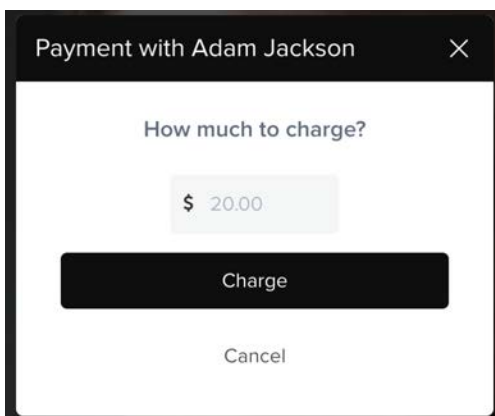 Payment with Adam Jackson
How much to charge?
$ 20.00
Charge
Cancel